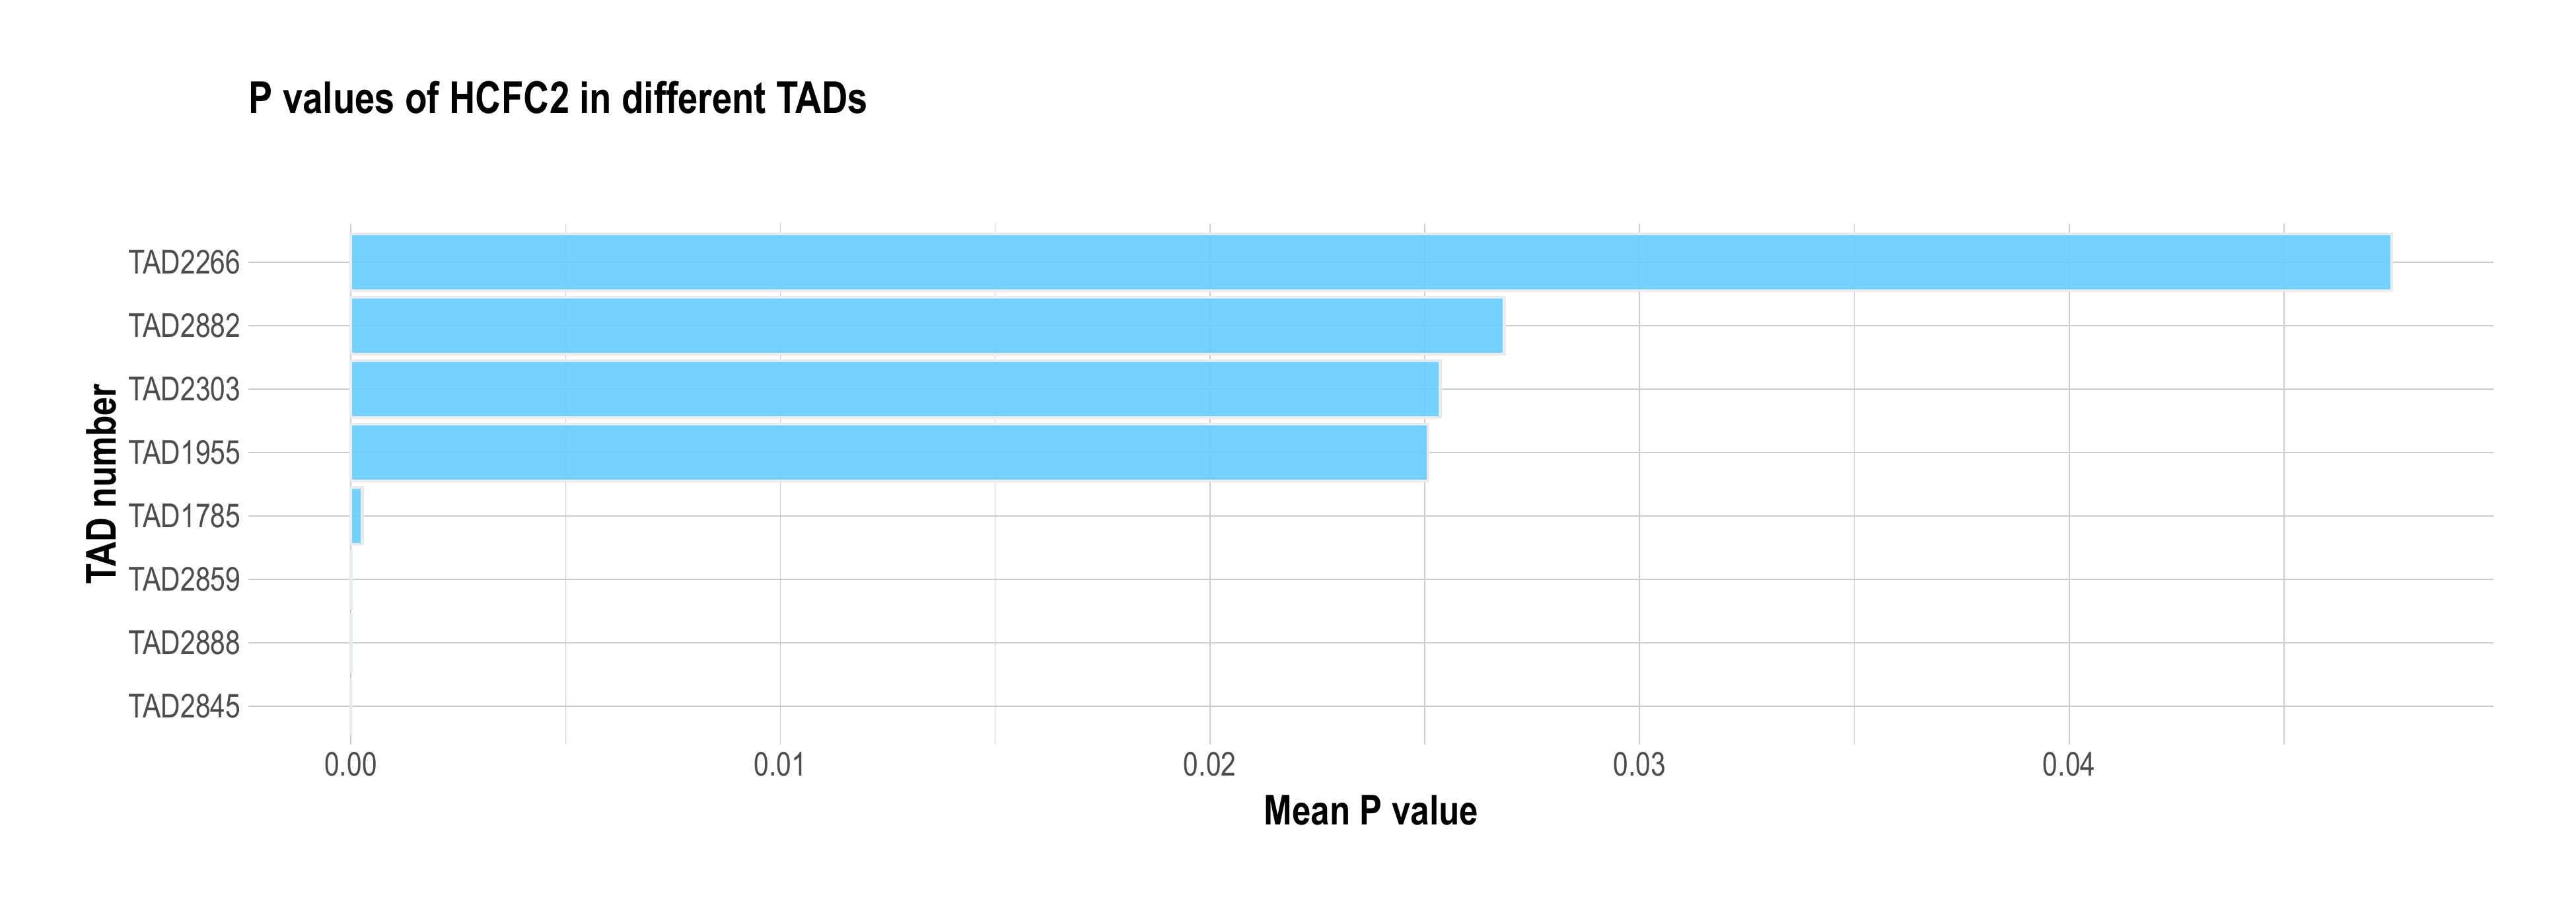 P values of HCFC2 in different TADs
TAD number
TAD2266
TAD2882
TAD2303
TAD1955
TAD1785
TAD2859
TAD2888
TAD2845
0.00 0.01 0.02 0.03 0.04
Mean P value